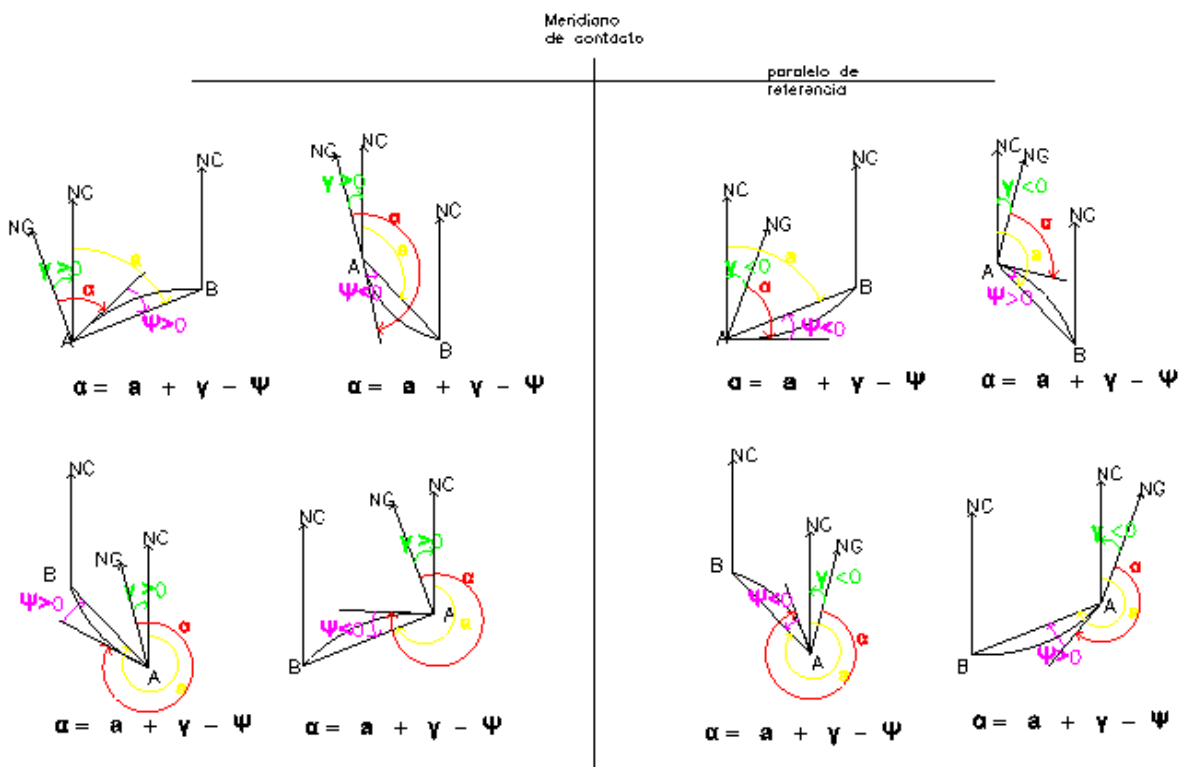 Meridiano
de contacto
paralelo de
referencia
NC
NC
NG
γ >0
a
α
B
Ψ>0
A
α = a + γ − Ψ
NC
NG
NC
γ >0
α
a
A
Ψ<0
B
α = a + γ − Ψ
NC
NC
NG
γ <0
a
α
B
Ψ<0
A
α = a + γ − Ψ
NC
NG
NC
γ <0
α
a
A
Ψ>0
B
α = a + γ − Ψ
NC
NC
NG
B
γ >0
Ψ>0
α
A
a
α = a + γ − Ψ
NC
NG
NC
γ >0
α
A
Ψ<0
a
B
α = a + γ − Ψ
NC
NC
NG
B
γ <0
Ψ<0
α
A
a
α = a + γ − Ψ
NC
NG
NC
γ <0
α
A
a
B
Ψ>0
α = a + γ − Ψ